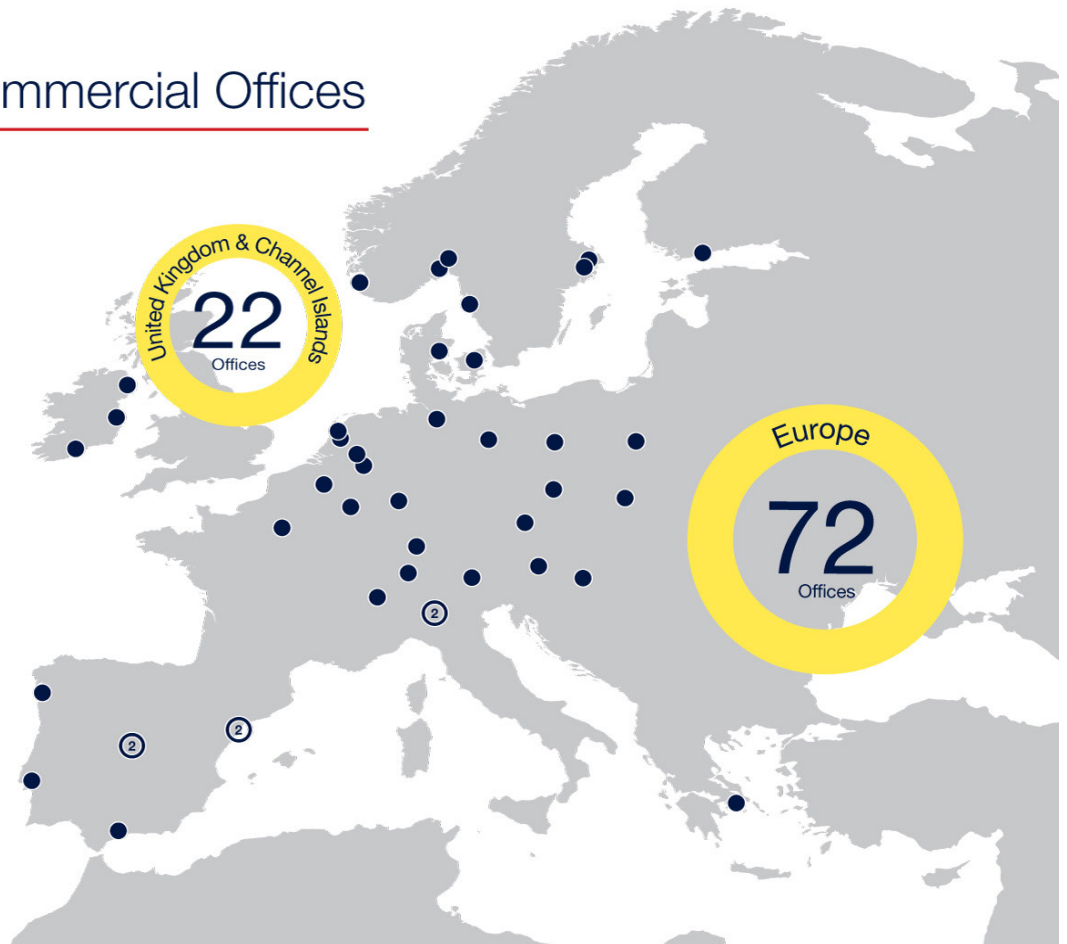 mmercial Offices
United Kingdom & Channel Islands
22
Offices
Europe
72
Offices
2
2
2